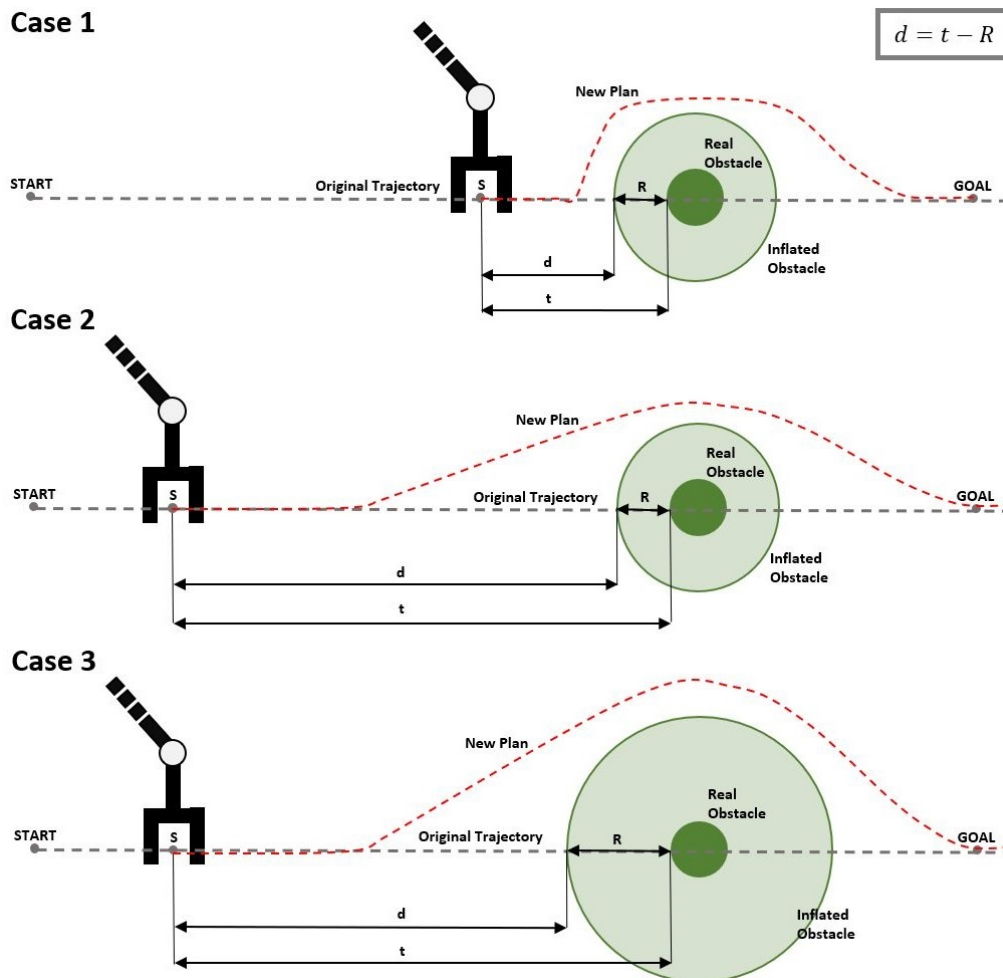 Case 1
d = t − R
New Plan
Real
Obstacle
START
Original Trajectory
S
R
GOAL
Inflated
Obstacle
d
t
Case 2
New Plan
Real
Obstacle
START
S
Original Trajectory
R
GOAL
Inflated
Obstacle
d
t
Case 3
New Plan
Real
Obstacle
START
S
Original Trajectory
R
GOAL
Inflated
Obstacle
d
t